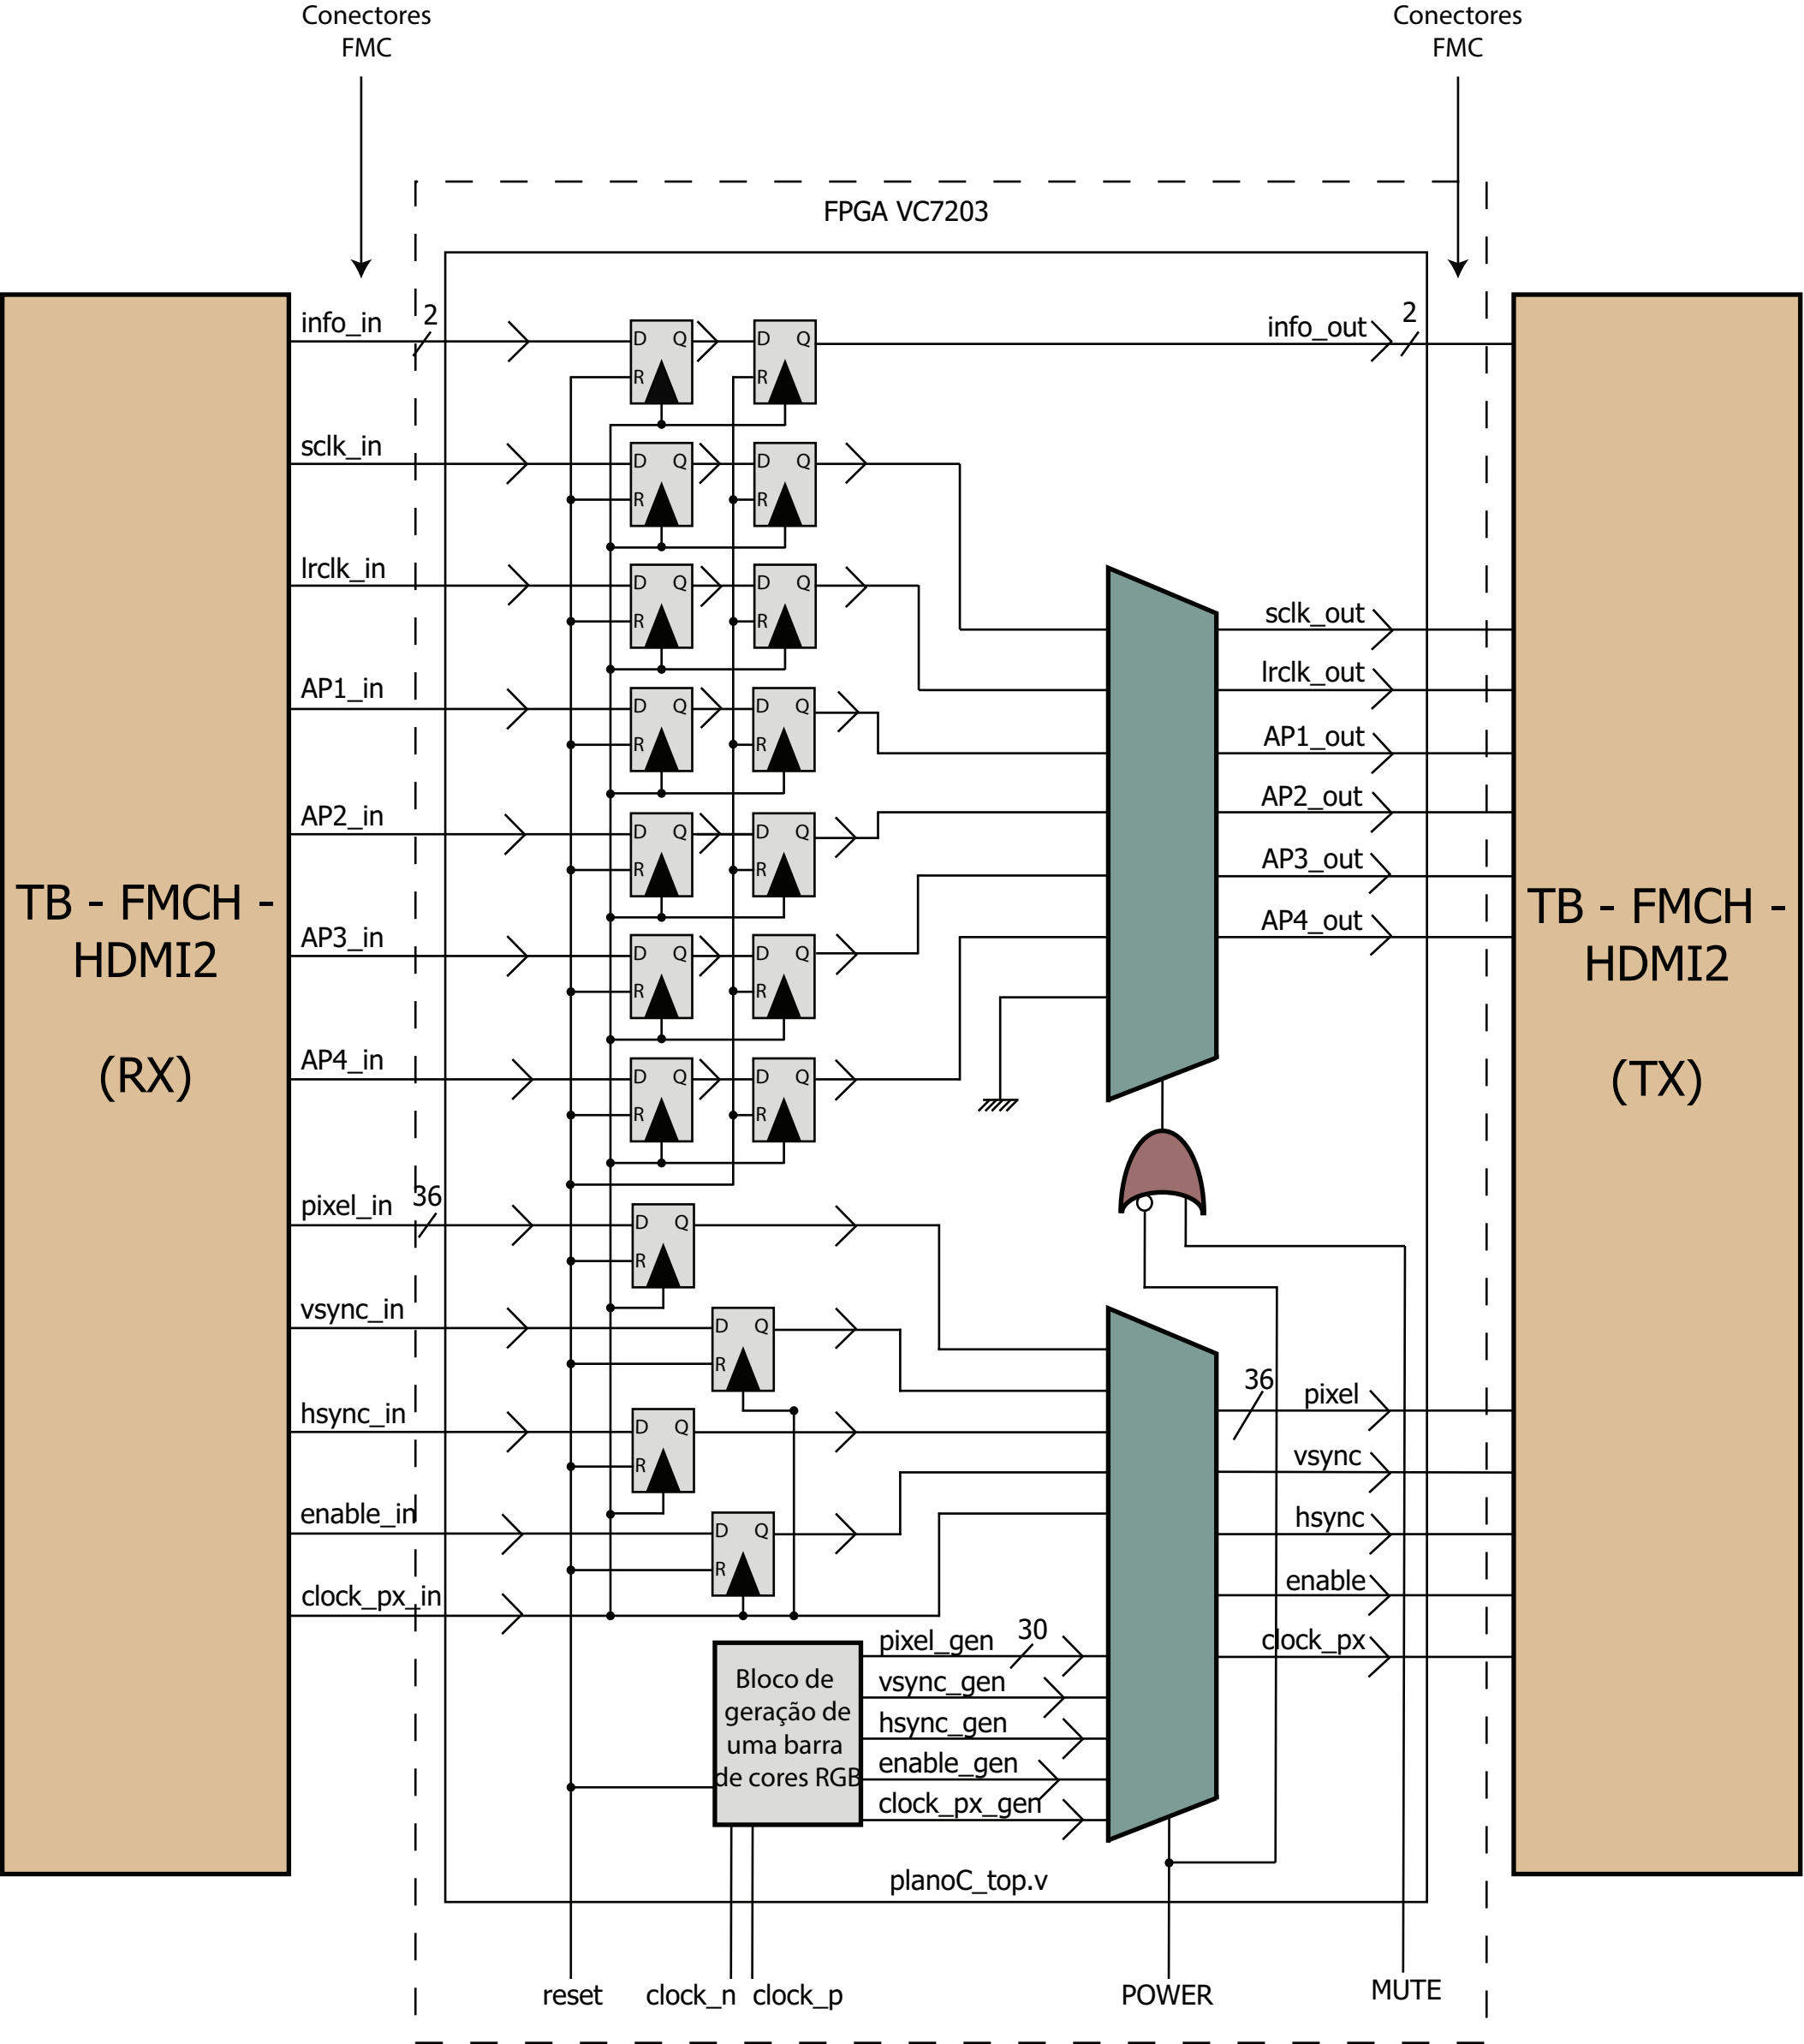 Conectores
FMC
Conectores
FMC
FPGA VC7203
info_in
2
D Q
R
D Q
R
info_out
2
sclk_in
D Q
R
D Q
R
lrclk_in
D Q
R
D Q
R
sclk_out
lrclk_out
AP1_in
D Q
R
D Q
R
AP1_out
AP2_in
D Q
R
D Q
R
AP2_out
AP3_out
TB - FMCH -
HDMI2
(RX)
TB - FMCH -
HDMI2
(TX)
AP3_in
D Q
R
D Q
R
AP4_out
AP4_in
D Q
R
D Q
R
pixel_in
36
D Q
R
vsync_in
D Q
R
36
pixel
hsync_in
D Q
R
vsync
enable_in
D Q
R
hsync
enable
clock_px_in
clock_px
Bloco de
geração de
uma barra
de cores RGB
pixel_gen
30
vsync_gen
hsync_gen
enable_gen
clock_px_gen
planoC_top.v
reset
clock_n
clock_p
POWER
MUTE